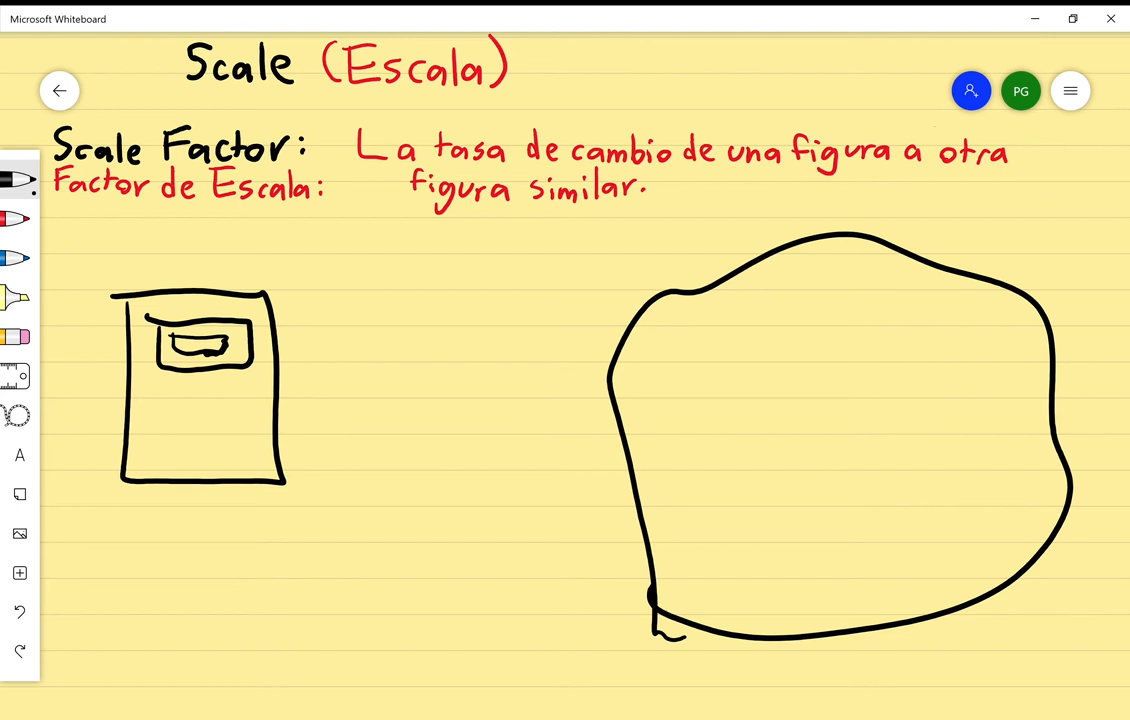 Microsoft Whiteboard
Scale (Escala)
PG
Scale Factor: La tasa de cambio de una figura a otra
Factor de Escala: figura similar.
A